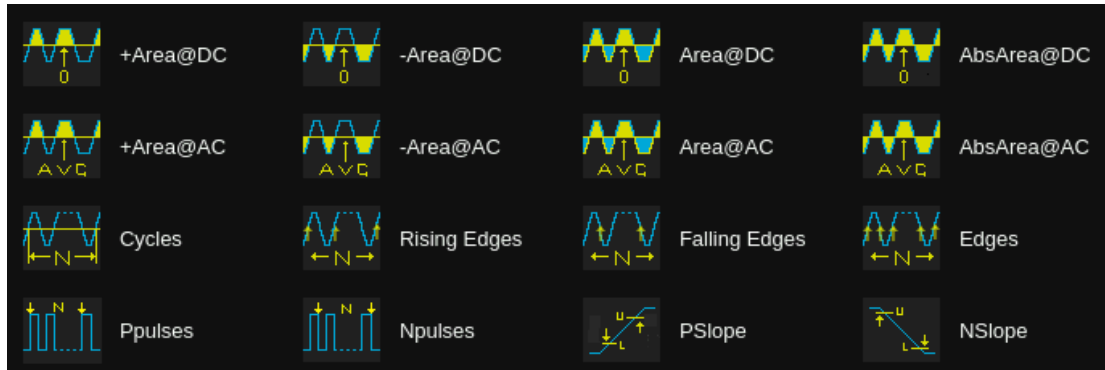 +Area@DC -Area@DC Area@DC AbsArea@DC
0 0 0 0
+Area@AC -Area@AC Area@AC AbsArea@AC
AVG AVG AVG AVG
Cycles Rising Edges Falling Edges Edges
N N N N
N Ppulses N Npulses U L PSlope U L NSlope